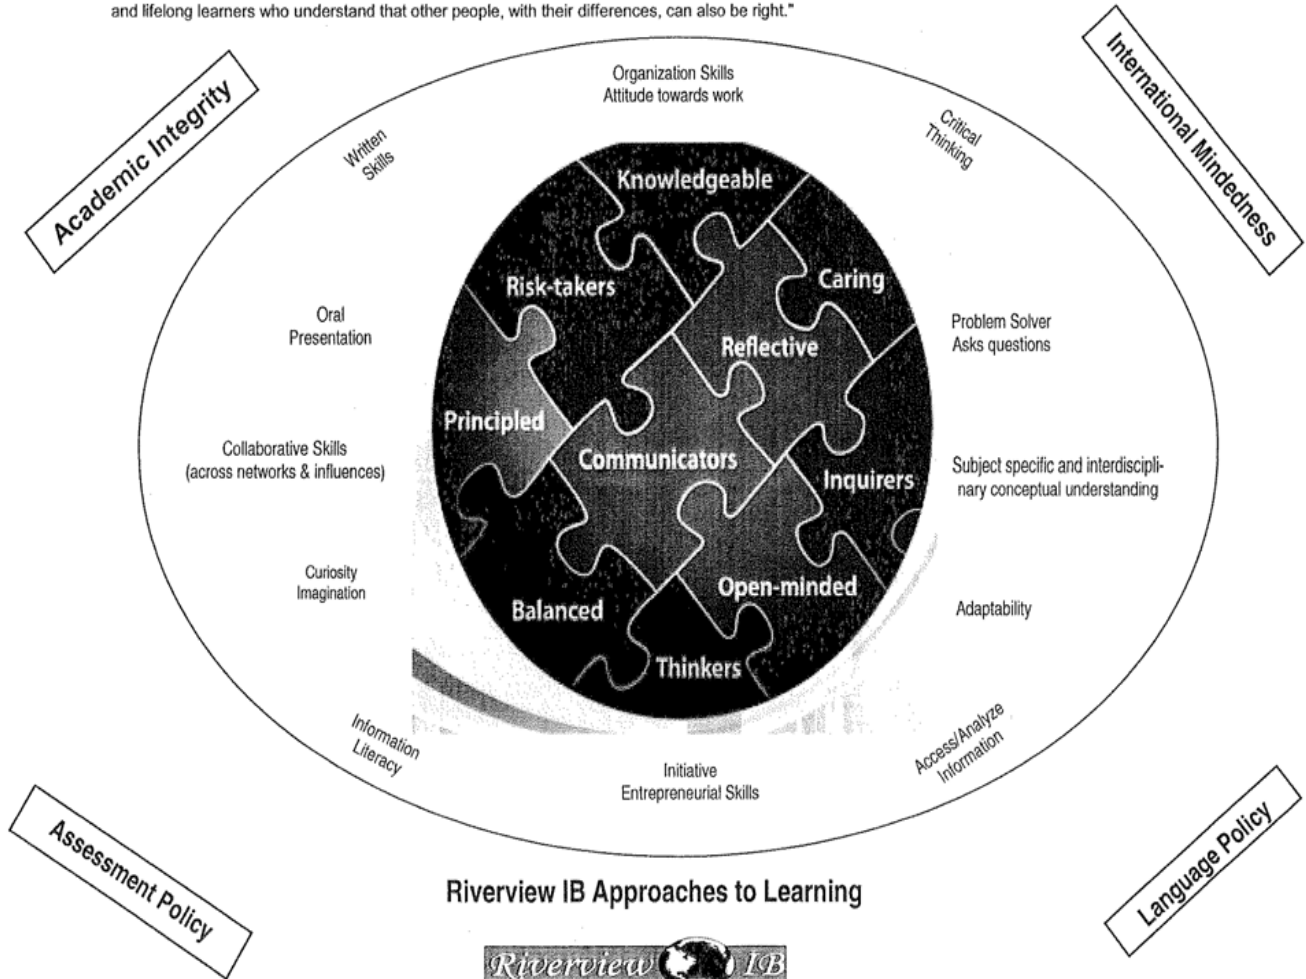 and lifelong learners who understand that other people, with their differences, can also be right."
Academic Integrity
International Mindedness
Organization Skills
Attitude towards work
Written
Skills
Critical
Thinking
Knowledgeable
Risk-takers
Caring
Oral
Presentation
Reflective
Problem Solver
Asks questions
Principled
Collaborative Skills
(across networks & influences)
Communicators
Inquirers
Subject specific and interdiscipli-
nary conceptual understanding
Curiosity
Imagination
Balanced
Open-minded
Adaptability
Thinkers
Information
Literacy
Initiative
Entrepreneurial Skills
Access/Analyze
Information
Assessment Policy
Language Policy
Riverview IB Approaches to Learning
Riverview IB